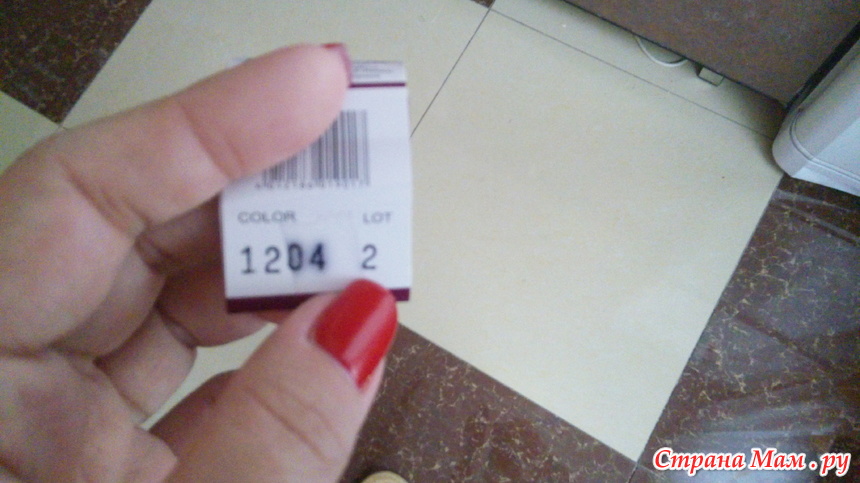 COLOR LOT
1204 2
Страна Мам . ру